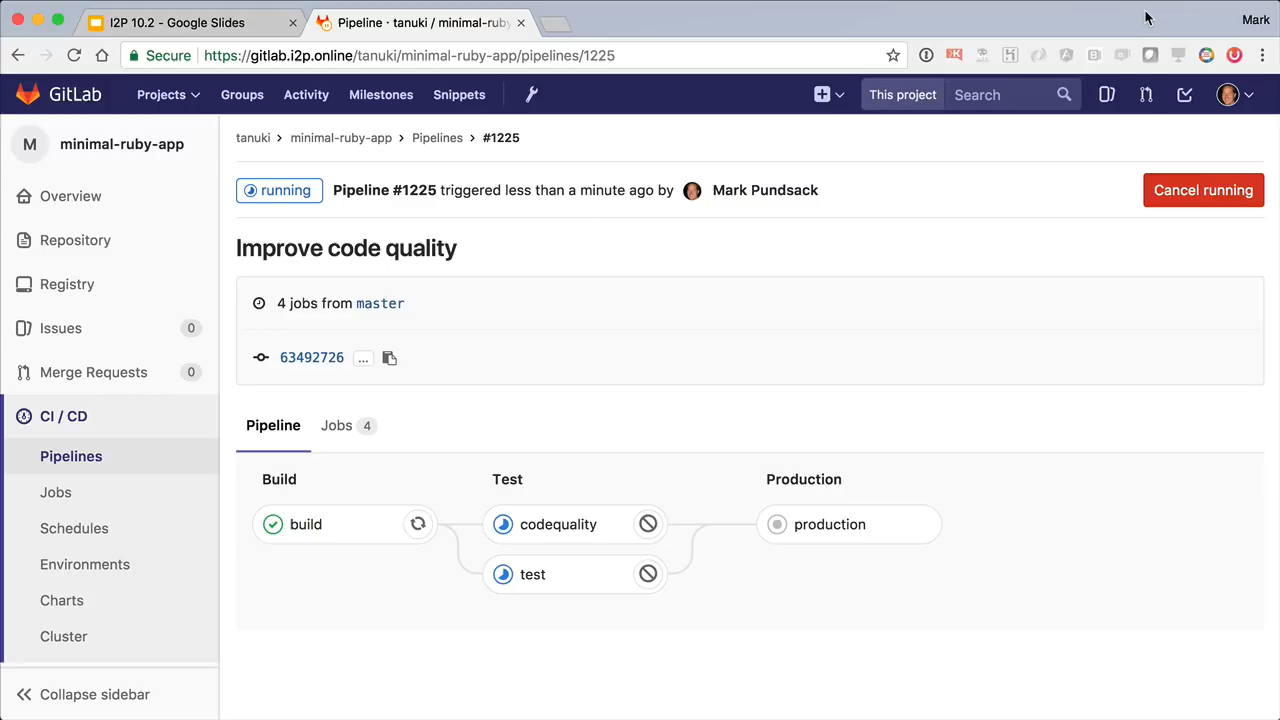 I2P 10.2 - Google Slides × Pipeline · tanuki / minimal-ruby ×
Mark
Secure https://gitlab.i2p.online/tanuki/minimal-ruby-app/pipelines/1225
GitLab Projects Groups Activity Milestones Snippets This project Search
M minimal-ruby-app
tanuki > minimal-ruby-app > Pipelines > #1225
running Pipeline #1225 triggered less than a minute ago by Mark Pundsack Cancel running
Overview
Repository
Registry
Issues 0
Merge Requests 0
CI / CD
Pipelines
Jobs
Schedules
Environments
Charts
Cluster
Collapse sidebar
Improve code quality
4 jobs from master
63492726 ...
Pipeline Jobs 4
Build Test Production
build codequality production
test